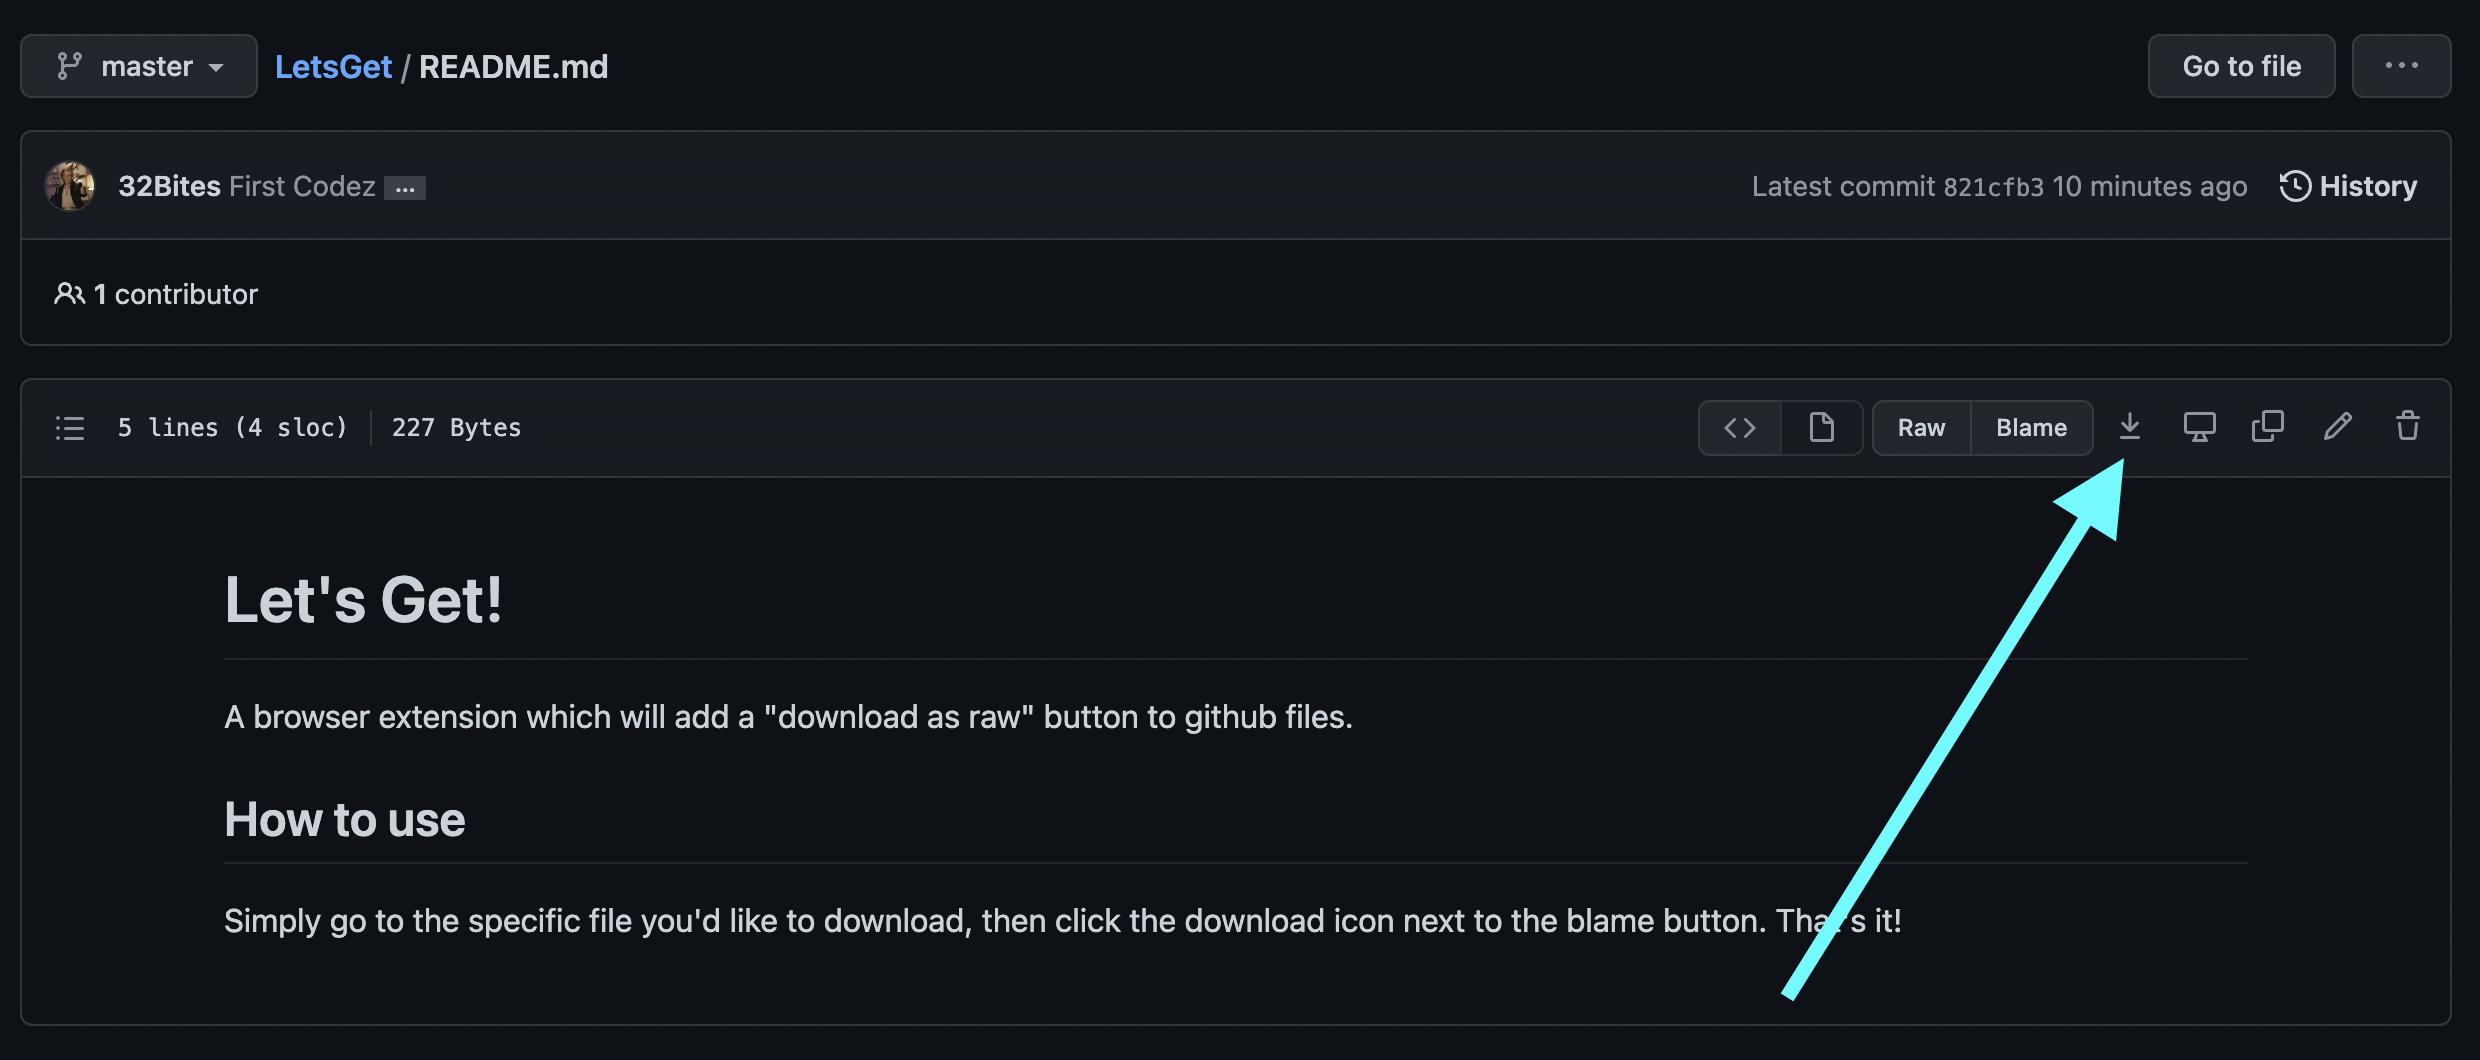 master LetsGet / README.md Go to file ...
32Bites First Codez ... Latest commit 821cfb3 10 minutes ago History
1 contributor
5 lines (4 sloc) 227 Bytes Raw Blame
Let's Get!
A browser extension which will add a "download as raw" button to github files.
How to use
Simply go to the specific file you'd like to download, then click the download icon next to the blame button. That's it!